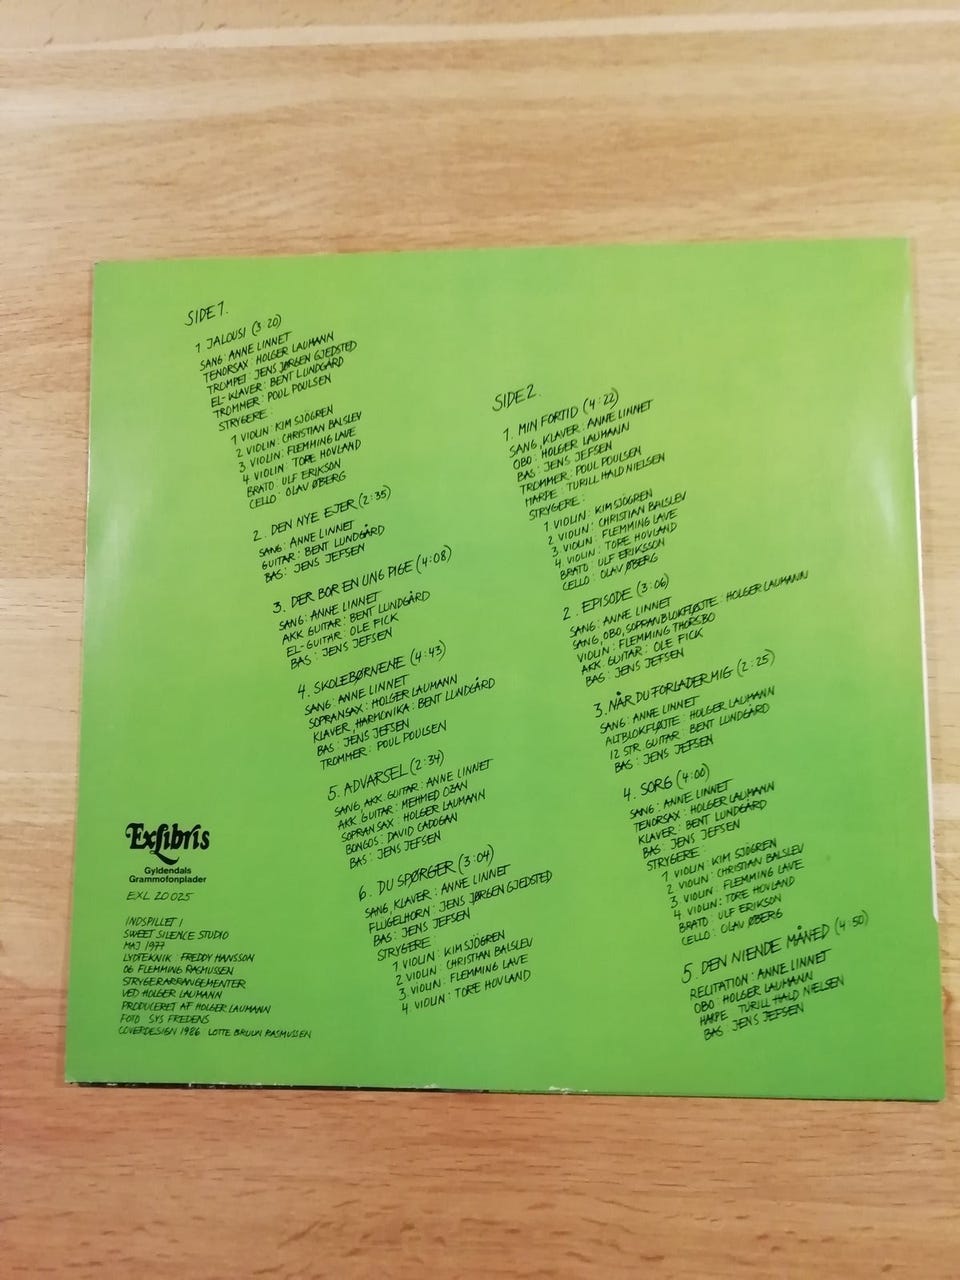 SIDE 1.
1. JALOUSI (3:20)
SANG: ANNE LINNET
TENORSAX: HOLGER LAUMANN
TROMPET: JENS JØRGEN GJEDSTED
EL-KLAVER: BENT LUNDGÅRD
TROMMER: POUL POULSEN
STRYGERE:
1 VIOLIN: KIM SJÖGREN
2 VIOLIN: CHRISTIAN BALSLEV
3 VIOLIN: FLEMMING LAVE
4 VIOLIN: TORE HOVLAND
BRATO: ULF ERIKSON
CELLO: OLAV ØBERG
2. DEN NYE EJER (2:35)
SANG: ANNE LINNET
GUITAR: BENT LUNDGÅRD
BAS: JENS JEFSEN
3. DER BOR EN UNG PIGE (4:08)
SANG: ANNE LINNET
AKK. GUITAR: BENT LUNDGÅRD
EL-GUITAR: OLE FICK
BAS: JENS JEFSEN
4. SKOLEBØRNENE (4:43)
SANG: ANNE LINNET
SOPRANSAX: HOLGER LAUMANN
KLAVER, HARMONIKA: BENT LUNDGÅRD
BAS: JENS JEFSEN
TROMMER: POUL POULSEN
5. ADVARSEL (2:34)
SANG, AKK. GUITAR: ANNE LINNET
AKK. GUITAR: MEHMED OZAN
SOPRANSAX: HOLGER LAUMANN
BONGOS: DAVID CADOGAN
BAS: JENS JEFSEN
6. DU SPØRGER (3:04)
SANG, KLAVER: ANNE LINNET
FLÜGELHORN: JENS JØRGEN GJEDSTED
BAS: JENS JEFSEN
STRYGERE:
1 VIOLIN: KIM SJÖGREN
2 VIOLIN: CHRISTIAN BALSLEV
3. VIOLIN: FLEMMING LAVE
4 VIOLIN: TORE HOVLAND
SIDE 2.
1. MIN FORTID (4:22)
SANG, KLAVER: ANNE LINNET
OBO: HOLGER LAUMANN
BAS: JENS JEFSEN
TROMMER: POUL POULSEN
HARPE: TURILL HALD NIELSEN
STRYGERE:
1 VIOLIN: KIM SJÖGREN
2 VIOLIN: CHRISTIAN BALSLEV
3. VIOLIN: FLEMMING LAVE
4. VIOLIN: TORE HOVLAND
BRATO: ULF ERIKSSON
CELLO: OLAV ØBERG
2. EPISODE (3:06)
SANG: ANNE LINNET
SANG, OBO, SOPRANBLOKFLØJTE: HOLGER LAUMANN
VIOLIN: FLEMMING THORSBO
AKK. GUITAR: OLE FICK
BAS: JENS JEFSEN
3. NÅR DU FORLADER MIG (2:25)
SANG: ANNE LINNET
ALTBLOKFLØJTE: HOLGER LAUMANN
12 STR. GUITAR: BENT LUNDGÅRD
BAS: JENS JEFSEN
4. SORG (4:00)
SANG: ANNE LINNET
TENORSAX: HOLGER LAUMANN
KLAVER: BENT LUNDGÅRD
BAS: JENS JEFSEN
STRYGERE:
1 VIOLIN: KIM SJÖGREN
2 VIOLIN: CHRISTIAN BALSLEV
3 VIOLIN: FLEMMING LAVE
4 VIOLIN: TORE HOVLAND
BRATO: ULF ERIKSON
CELLO: OLAV ØBERG
5. DEN NIENDE MÅNED (4:50)
RECITATION: ANNE LINNET
OBO: HOLGER LAUMANN
HARPE: TURILL HALD NIELSEN
BAS: JENS JEFSEN
ExLibris
Gyldendals
Grammofonplader
EXL 20 025
INDSPILLET I
SWEET SILENCE STUDIO
MAJ 1977
LYDTEKNIK FREDDY HANSSON
OG FLEMMING RASMUSSEN
STRYGERARRANGEMENTER
VED HOLGER LAUMANN
PRODUCERET AF HOLGER LAUMANN
FOTO SYS FREDENS
COVERDESIGN 1986 LOTTE BRUUN RASMUSSEN